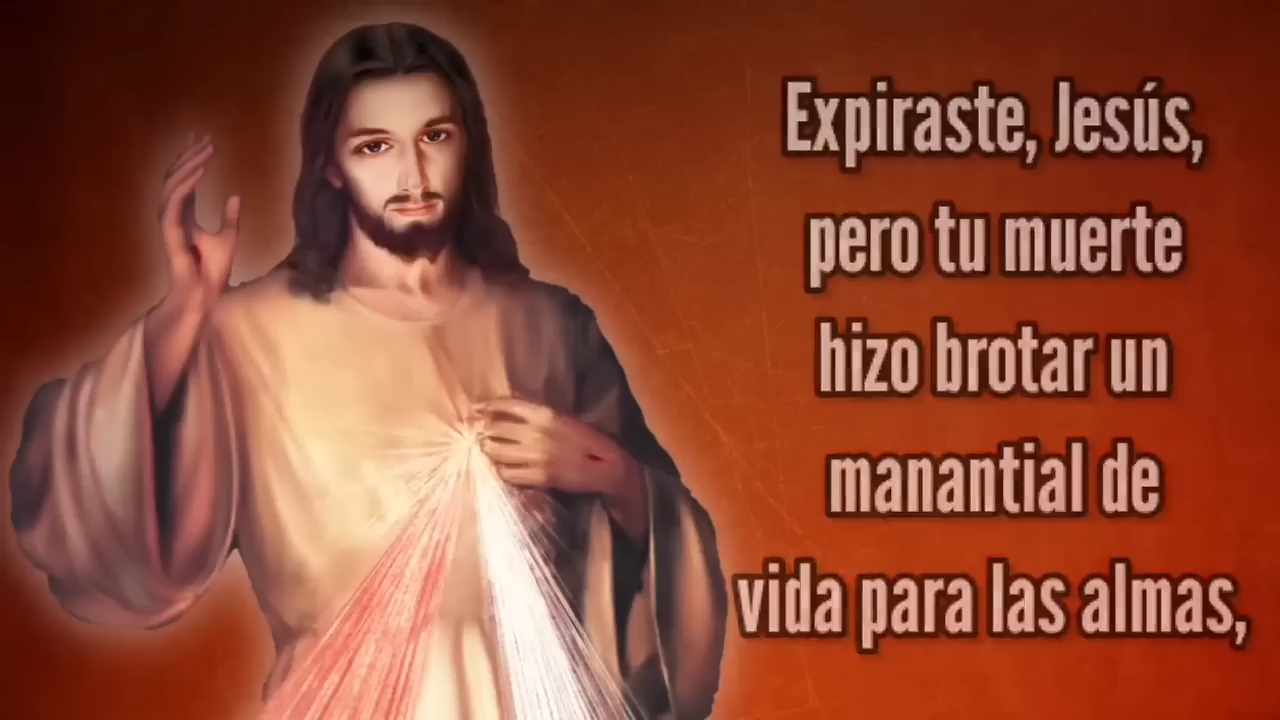 Expiraste, Jesús,
pero tu muerte
hizo brotar un
manantial de
vida para las almas,